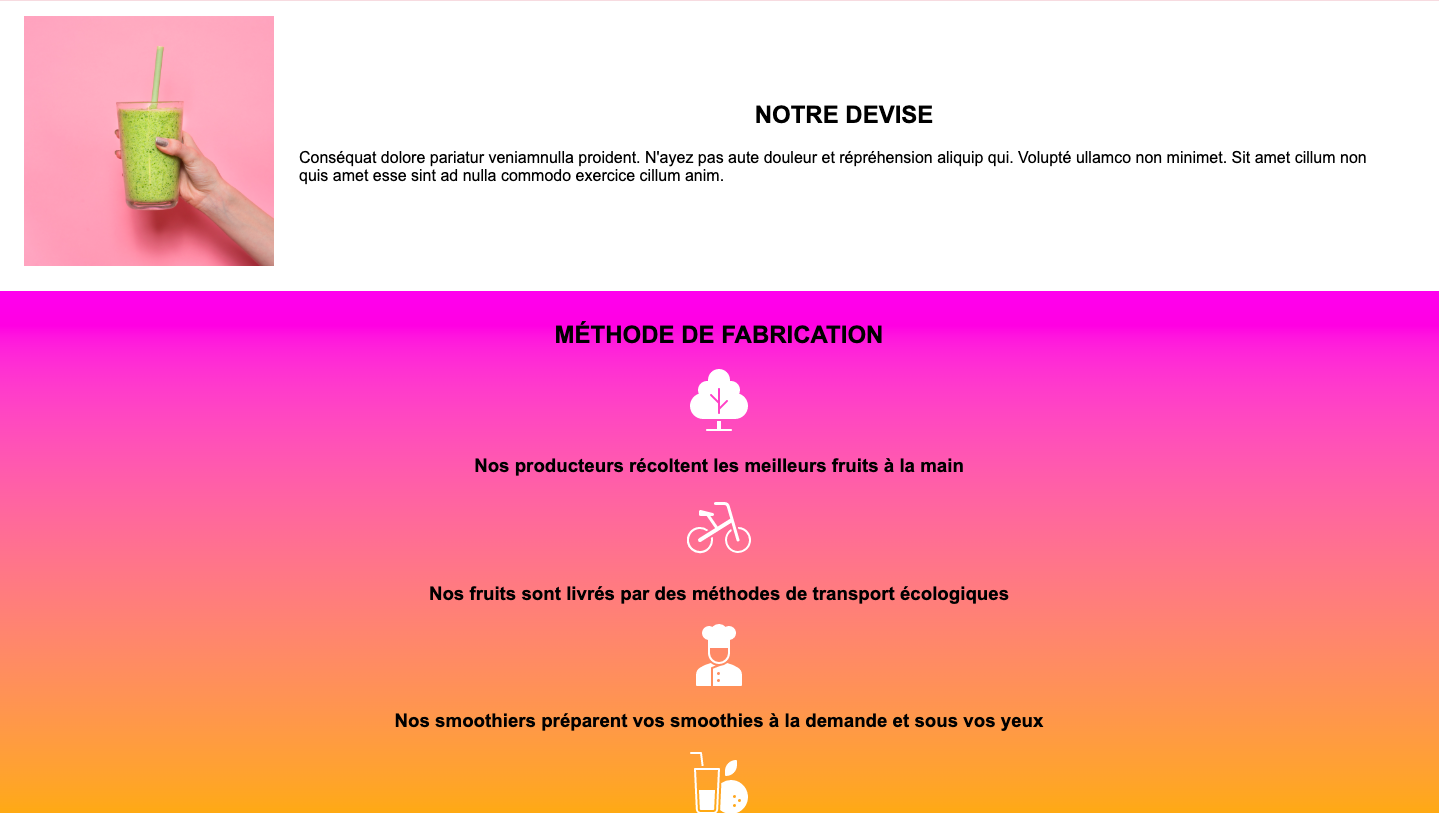 NOTRE DEVISE
Conséquat dolore pariatur veniamnulla proident. N'ayez pas aute douleur et répréhension aliquip qui. Volupté ullamco non minimet. Sit amet cillum non
quis amet esse sint ad nulla commodo exercice cillum anim.
MÉTHODE DE FABRICATION
Nos producteurs récoltent les meilleurs fruits à la main
Nos fruits sont livrés par des méthodes de transport écologiques
Nos smoothiers préparent vos smoothies à la demande et sous vos yeux